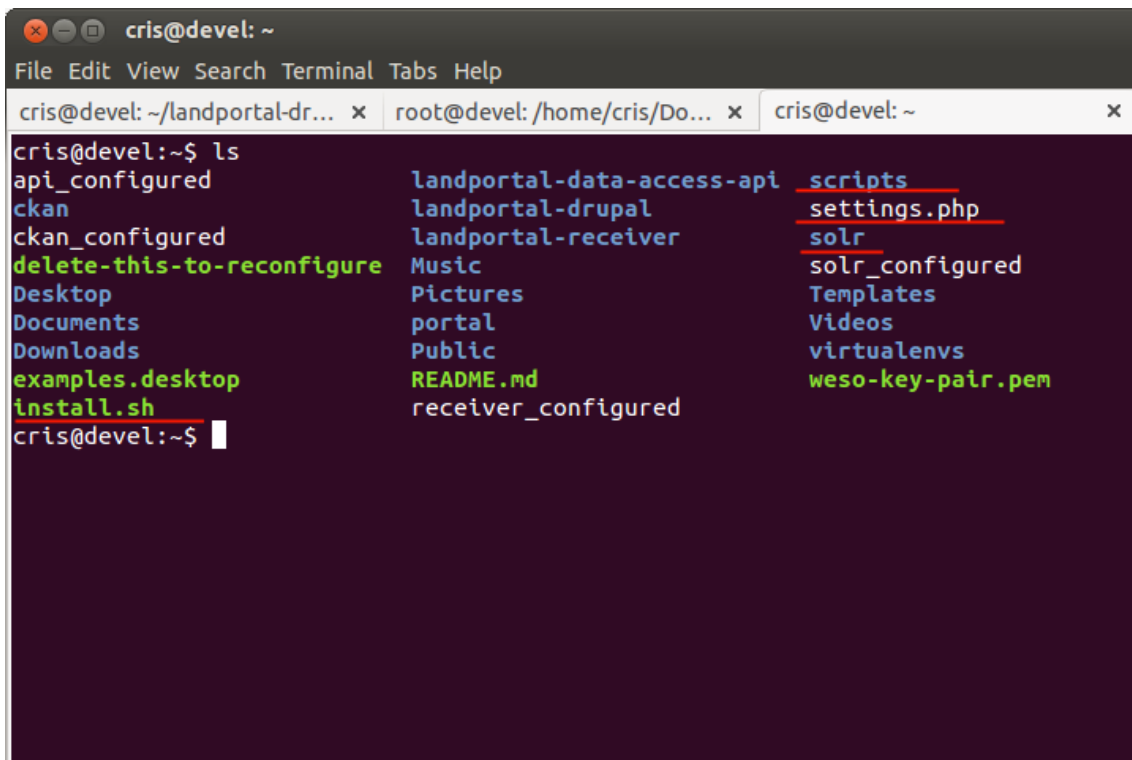 cris@devel: ~
File Edit View Search Terminal Tabs Help
cris@devel: ~/landportal-dr... × root@devel: /home/cris/Do... × cris@devel: ~ ×
cris@devel:~$ ls
api_configured landportal-data-access-api scripts
ckan landportal-drupal settings.php
ckan_configured landportal-receiver solr
delete-this-to-reconfigure Music solr_configured
Desktop Pictures Templates
Documents portal Videos
Downloads Public virtualenvs
examples.desktop README.md weso-key-pair.pem
install.sh receiver_configured
cris@devel:~$